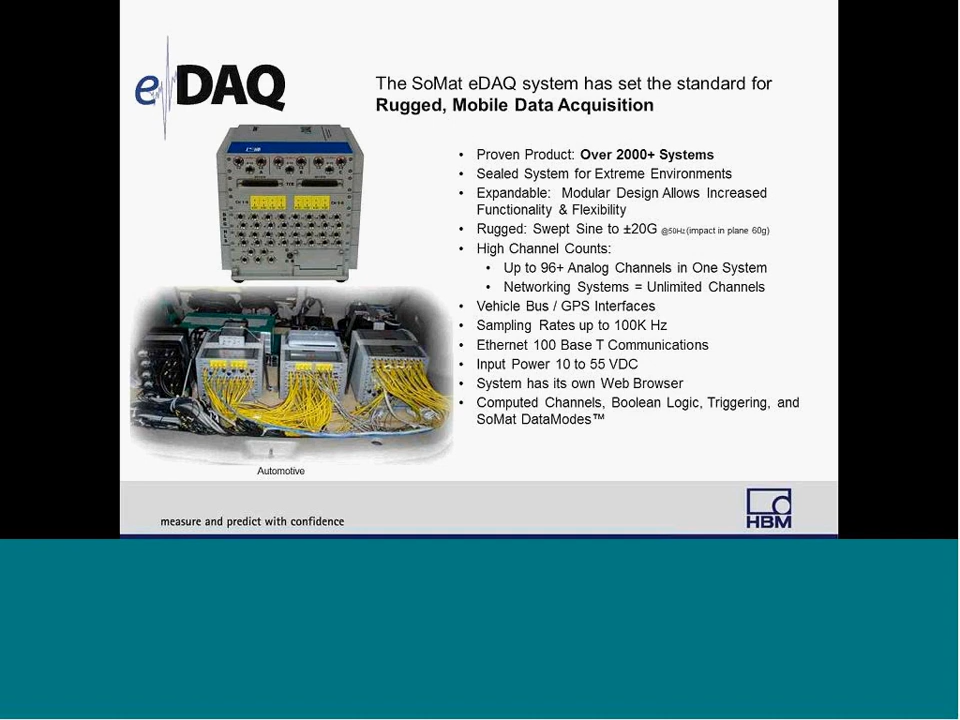 eDAQ
The SoMat eDAQ system has set the standard for
Rugged, Mobile Data Acquisition
• Proven Product: Over 2000+ Systems
• Sealed System for Extreme Environments
• Expandable: Modular Design Allows Increased
Functionality & Flexibility
• Rugged: Swept Sine to ±20G @50Hz (impact in plane 60g)
• High Channel Counts:
• Up to 96+ Analog Channels in One System
• Networking Systems = Unlimited Channels
• Vehicle Bus / GPS Interfaces
• Sampling Rates up to 100K Hz
• Ethernet 100 Base T Communications
• Input Power 10 to 55 VDC
• System has its own Web Browser
• Computed Channels, Boolean Logic, Triggering, and
SoMat DataModes™
Automotive
measure and predict with confidence
HBM